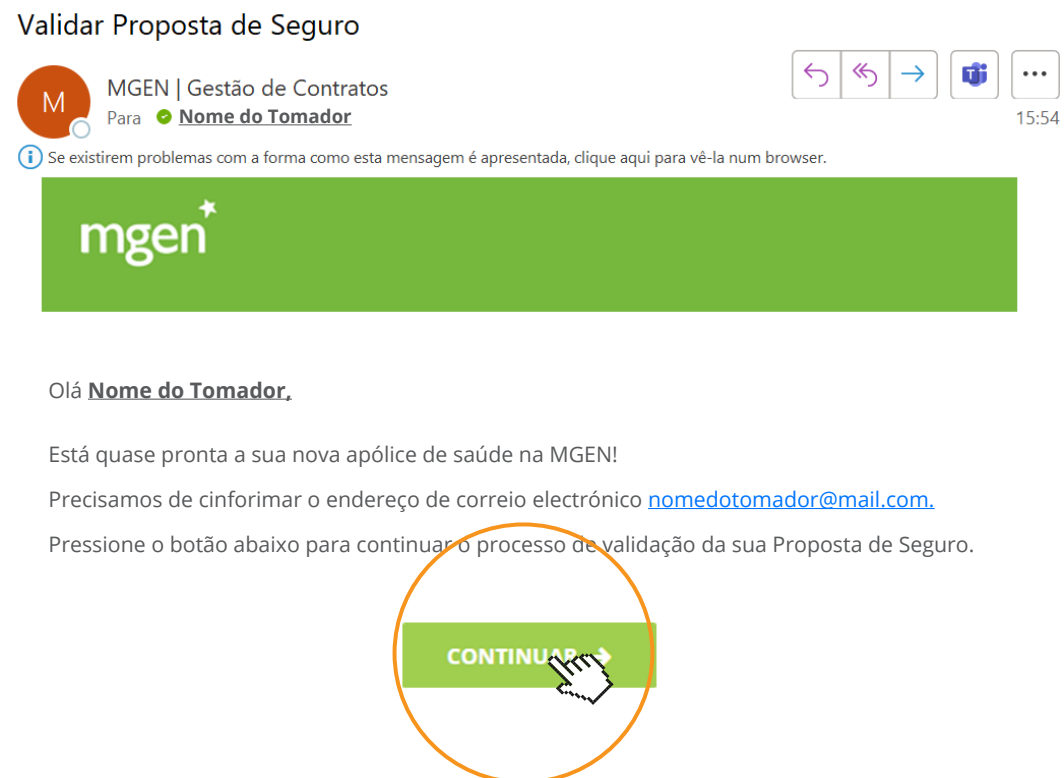 Validar Proposta de Seguro
M
MGEN | Gestão de Contratos
Para Nome do Tomador
15:54
Se existirem problemas com a forma como esta mensagem é apresentada, clique aqui para vê-la num browser.
mgen
Olá Nome do Tomador,
Está quase pronta a sua nova apólice de saúde na MGEN!
Precisamos de cinforimar o endereço de correio electrónico nomedotomador@mail.com.
Pressione o botão abaixo para continuar o processo de validação da sua Proposta de Seguro.
CONTINUAR